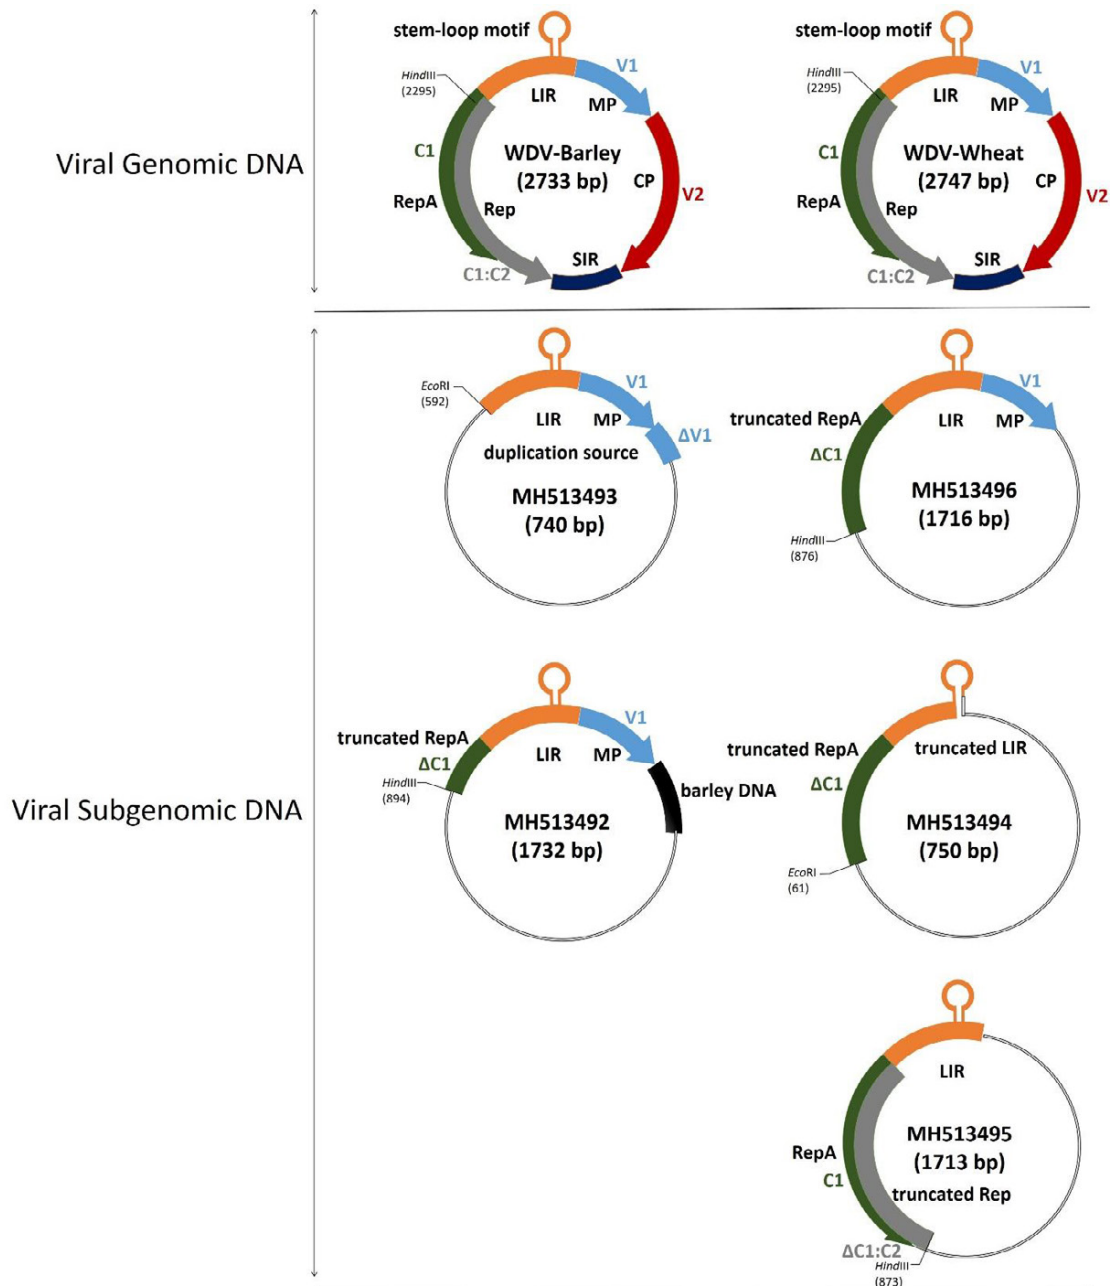 Viral Genomic DNA
stem-loop motif
HindIII
(2295)
V1
LIR
MP
C1
WDV-Barley
(2733 bp)
CP
V2
RepA
Rep
SIR
C1:C2
stem-loop motif
HindIII
(2295)
V1
LIR
MP
C1
WDV-Wheat
(2747 bp)
CP
V2
RepA
Rep
SIR
C1:C2
Viral Subgenomic DNA
EcoRI
(592)
V1
LIR
MP
ΔV1
duplication source
MH513493
(740 bp)
V1
truncated RepA
LIR
MP
ΔC1
MH513496
(1716 bp)
HindIII
(876)
V1
truncated RepA
LIR
MP
ΔC1
HindIII
(894)
barley DNA
MH513492
(1732 bp)
truncated RepA
truncated LIR
ΔC1
MH513494
(750 bp)
EcoRI
(61)
LIR
MH513495
(1713 bp)
RepA
C1
truncated Rep
ΔC1:C2
HindIII
(873)